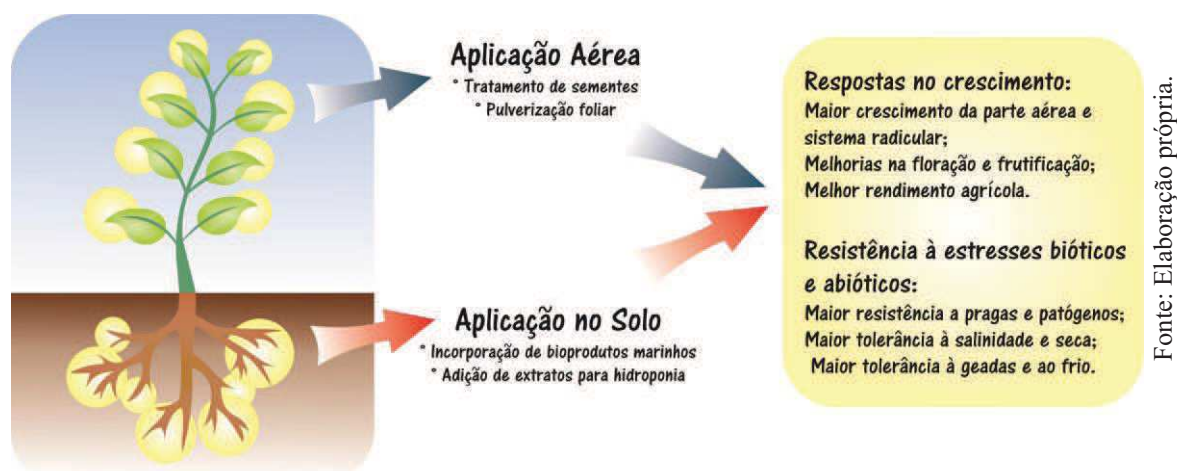 Aplicação Aérea
° Tratamento de sementes
° Pulverização foliar
Aplicação no Solo
° Incorporação de bioprodutos marinhos
° Adição de extratos para hidroponia
Respostas no crescimento:
Maior crescimento da parte aérea e
sistema radicular;
Melhorias na floração e frutificação;
Melhor rendimento agrícola.
Resistência à estresses bióticos
e abióticos:
Maior resistência a pragas e patógenos;
Maior tolerância à salinidade e seca;
Maior tolerância à geadas e ao frio.
Fonte: Elaboração própria.